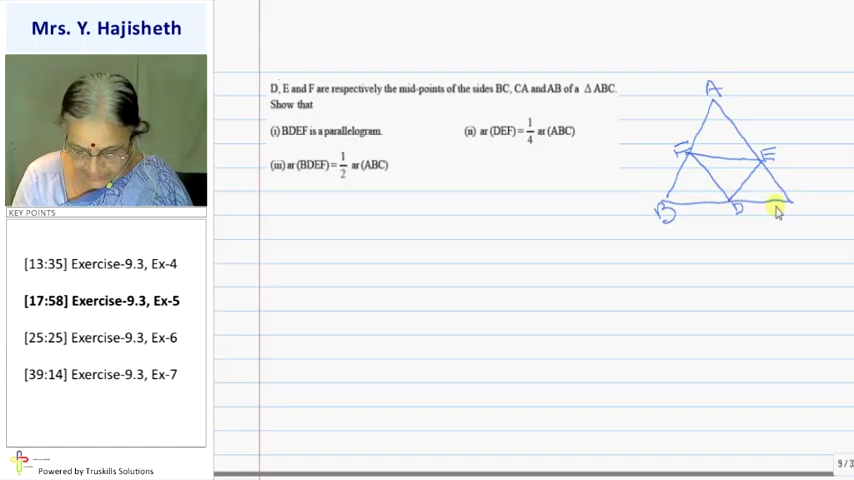 Mrs. Y. Hajisheth
KEY POINTS
[13:35] Exercise-9.3, Ex-4
[17:58] Exercise-9.3, Ex-5
[25:25] Exercise-9.3, Ex-6
[39:14] Exercise-9.3, Ex-7
Powered by Truskills Solutions
D, E and F are respectively the mid-points of the sides BC, CA and AB of a Δ ABC.
Show that
(i) BDEF is a parallelogram. (ii) ar (DEF) = 1/4 ar (ABC)
(iii) ar (BDEF) = 1/2 ar (ABC)
A
F E
B D
9 / 3